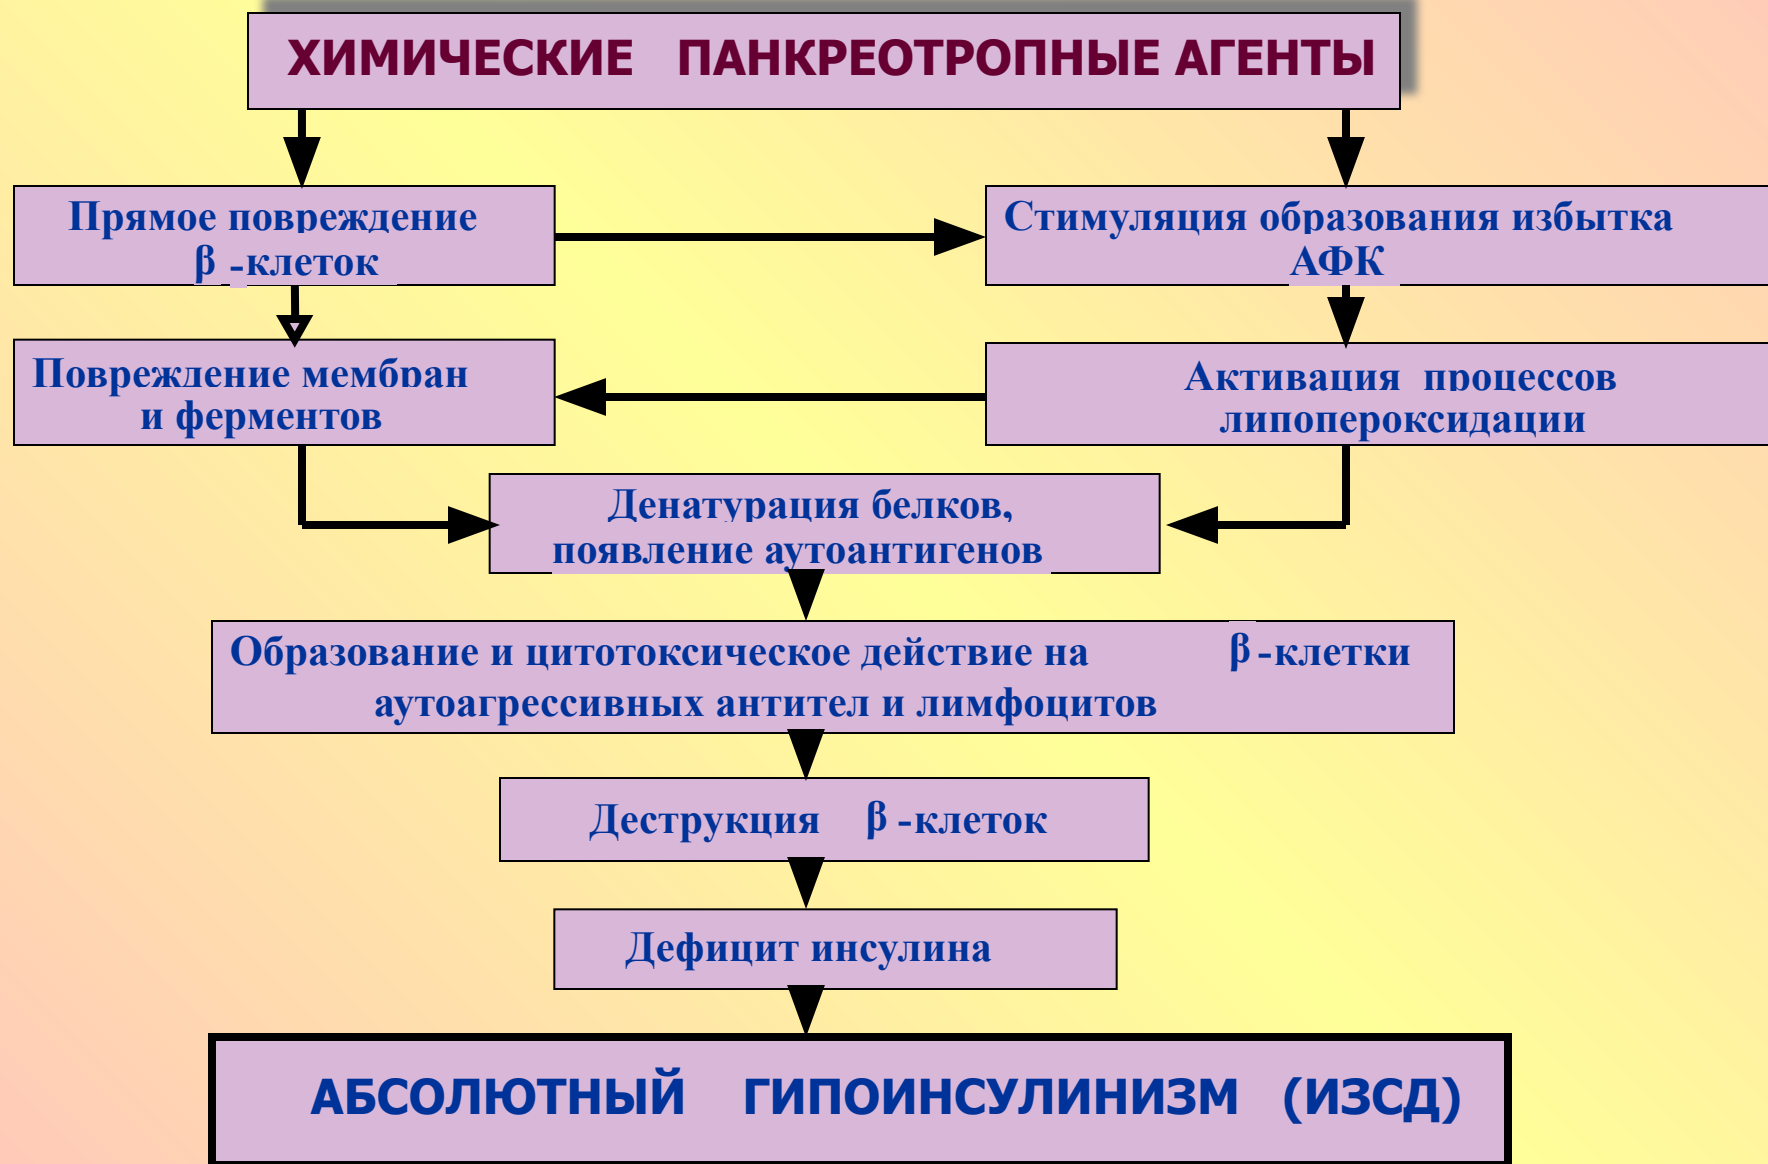 ХИМИЧЕСКИЕ ПАНКРЕОТРОПНЫЕ АГЕНТЫ
Прямое повреждение
β -клеток
Стимуляция образования избытка
АФК
Повреждение мембран
и ферментов
Активация процессов
липопероксидации
Денатурация белков,
появление аутоантигенов
Образование и цитотоксическое действие на β -клетки
аутоагрессивных антител и лимфоцитов
Деструкция β -клеток
Дефицит инсулина
АБСОЛЮТНЫЙ ГИПОИНСУЛИНИЗМ (ИЗСД)